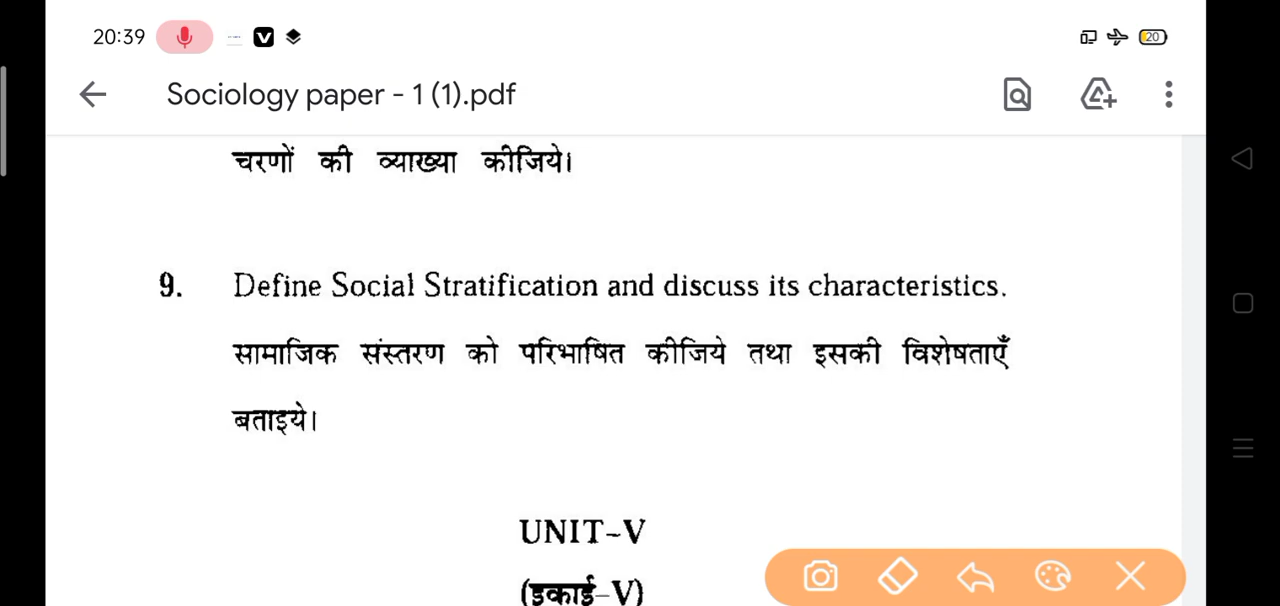 20:39
20
Sociology paper - 1 (1).pdf
चरणों की व्याख्या कीजिये।
9. Define Social Stratification and discuss its characteristics.
सामाजिक संस्तरण को परिभाषित कीजिये तथा इसकी विशेषताएँ
बताइये।
UNIT-V
(इकाई-V)